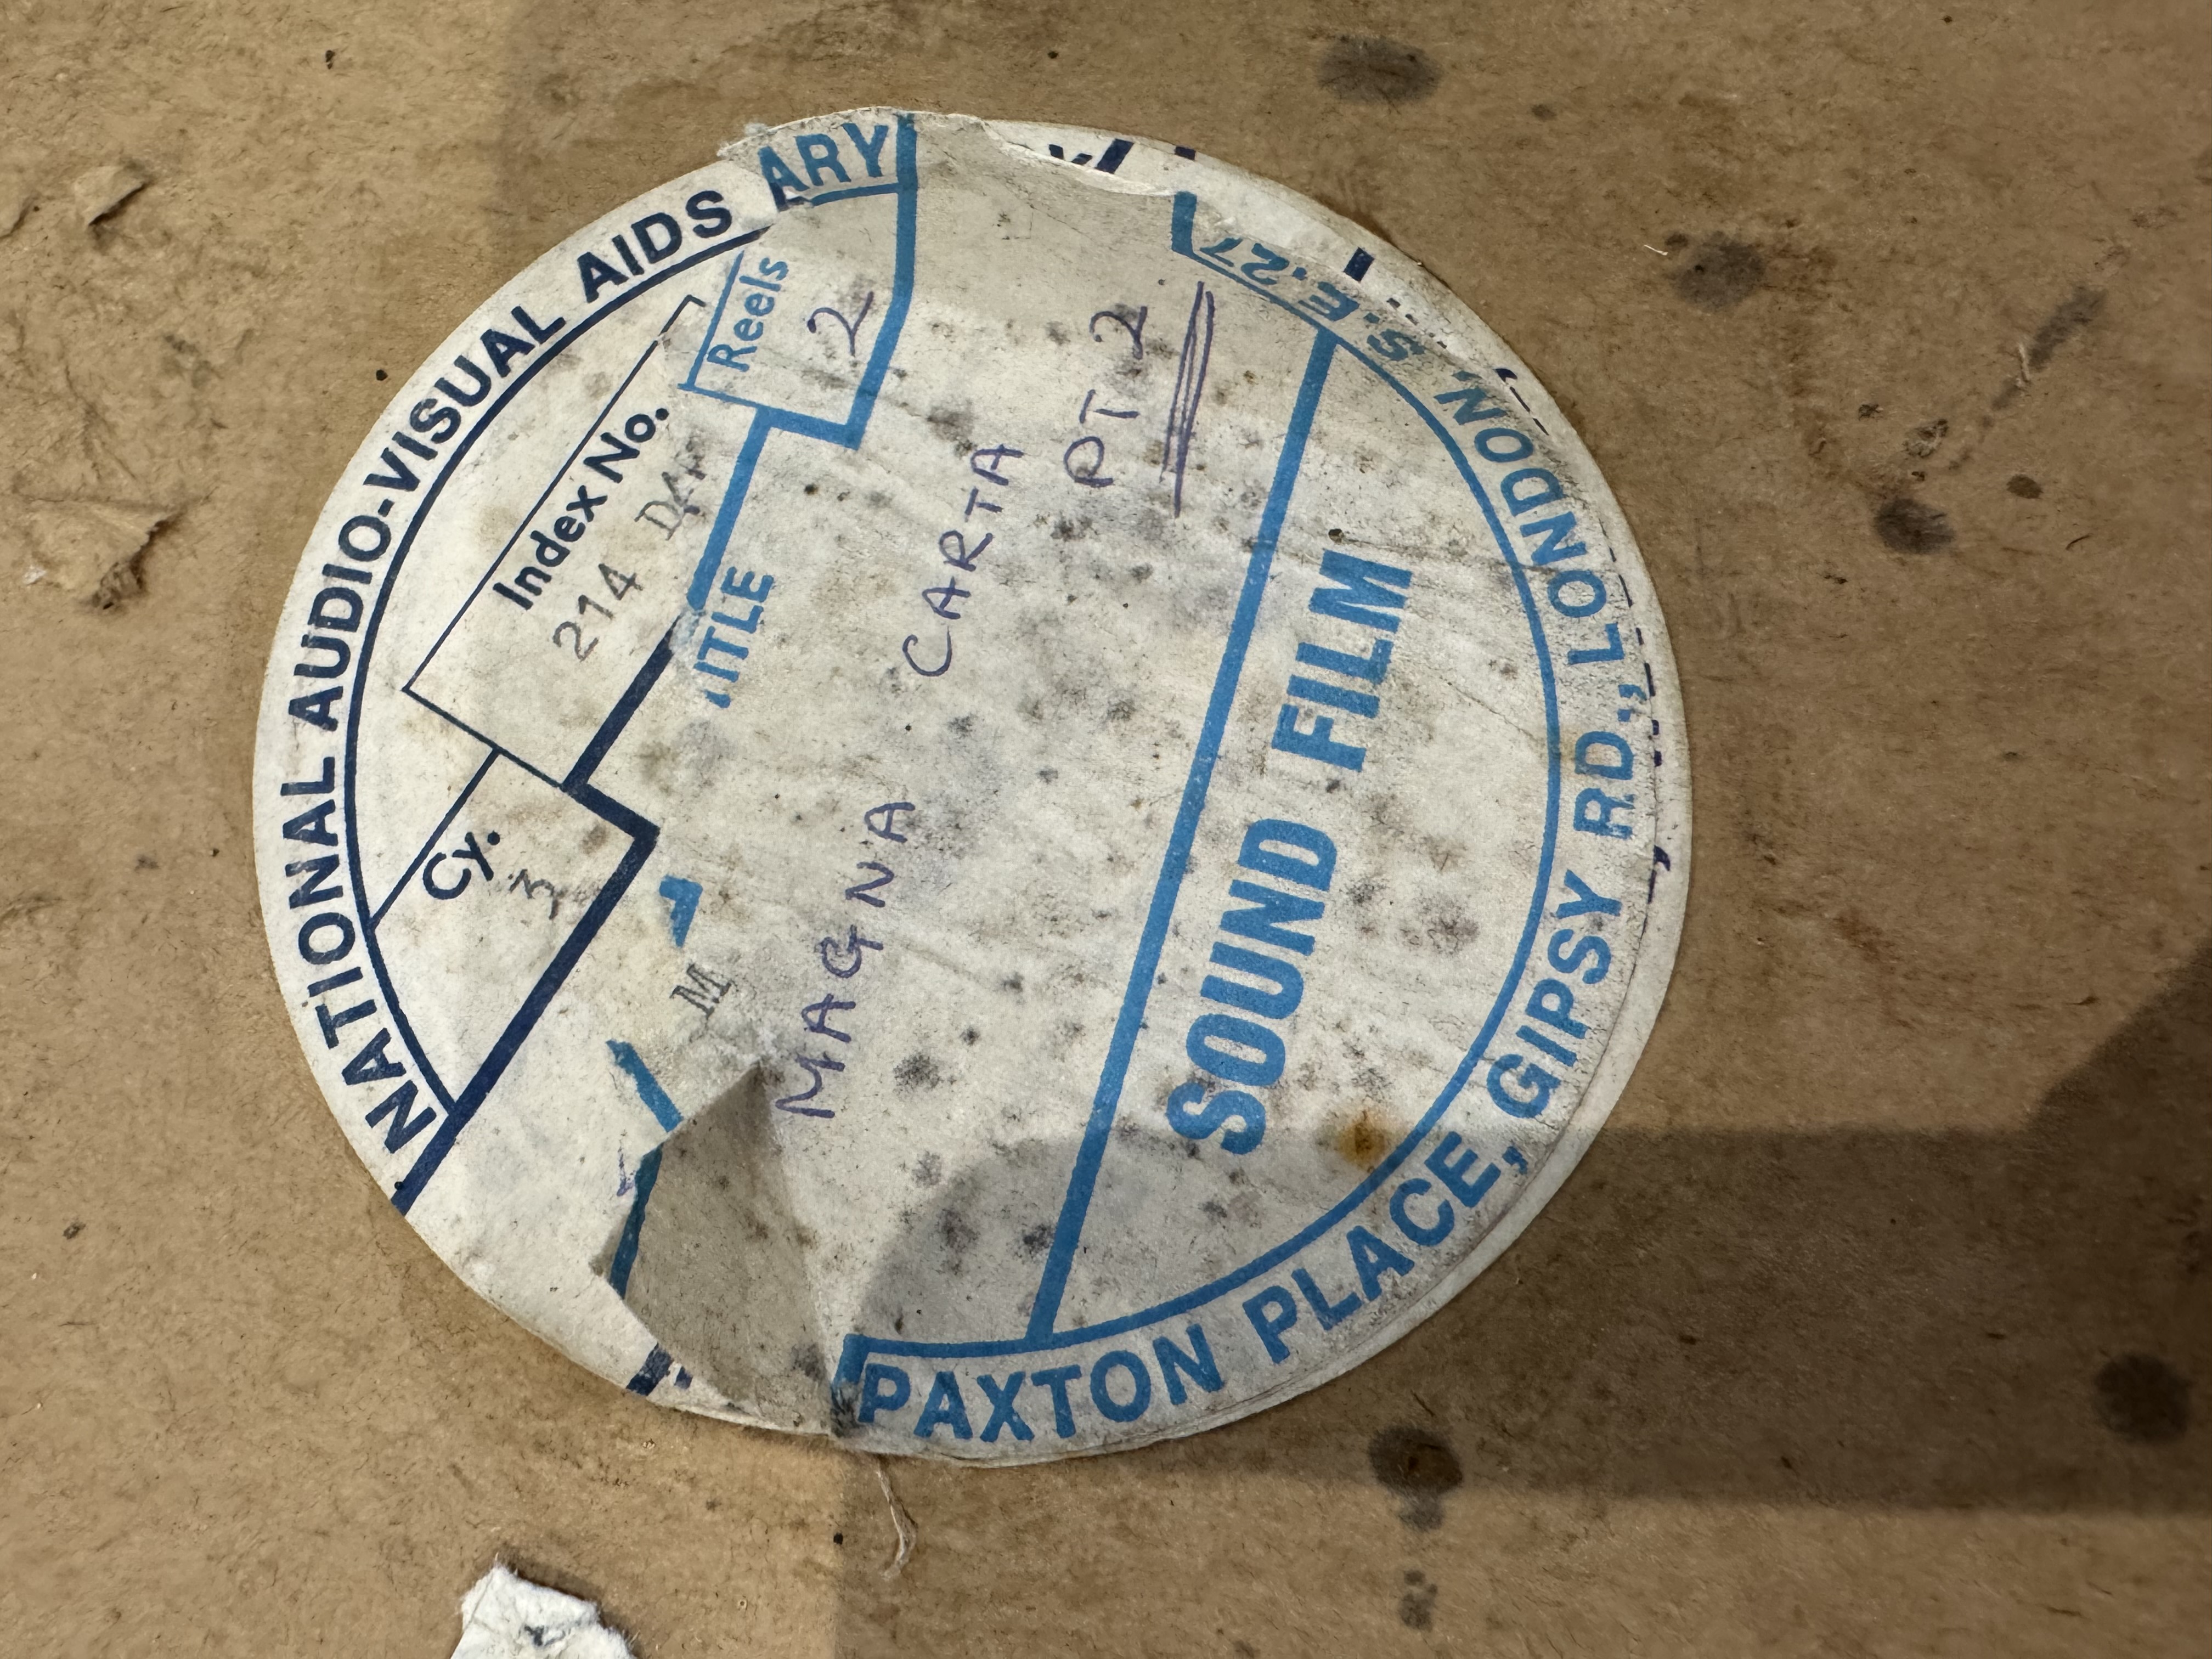 NATIONAL AUDIO-VISUAL AIDS
ARY
Index No.
214
Reels
2
Cy.
3
ITLE
M
MAGNA CARTA
PT 2
SOUND FILM
PAXTON PLACE, GIPSY RD., LONDON, S.E.27